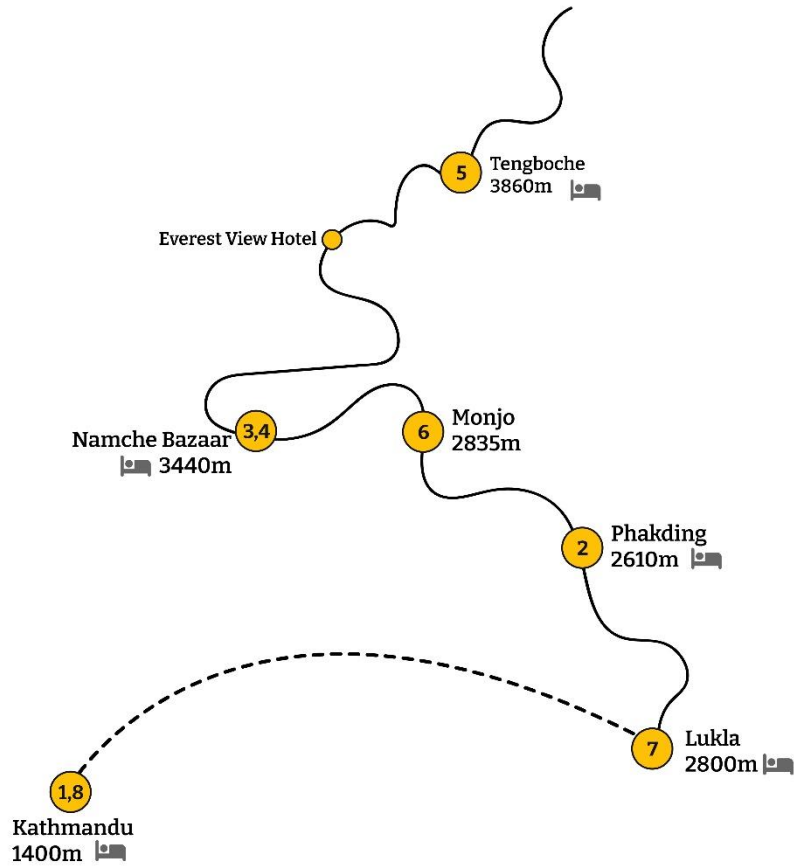 5
Tengboche
3860m
Everest View Hotel
3,4
Namche Bazaar
3440m
6
Monjo
2835m
2
Phakding
2610m
7
Lukla
2800m
1,8
Kathmandu
1400m